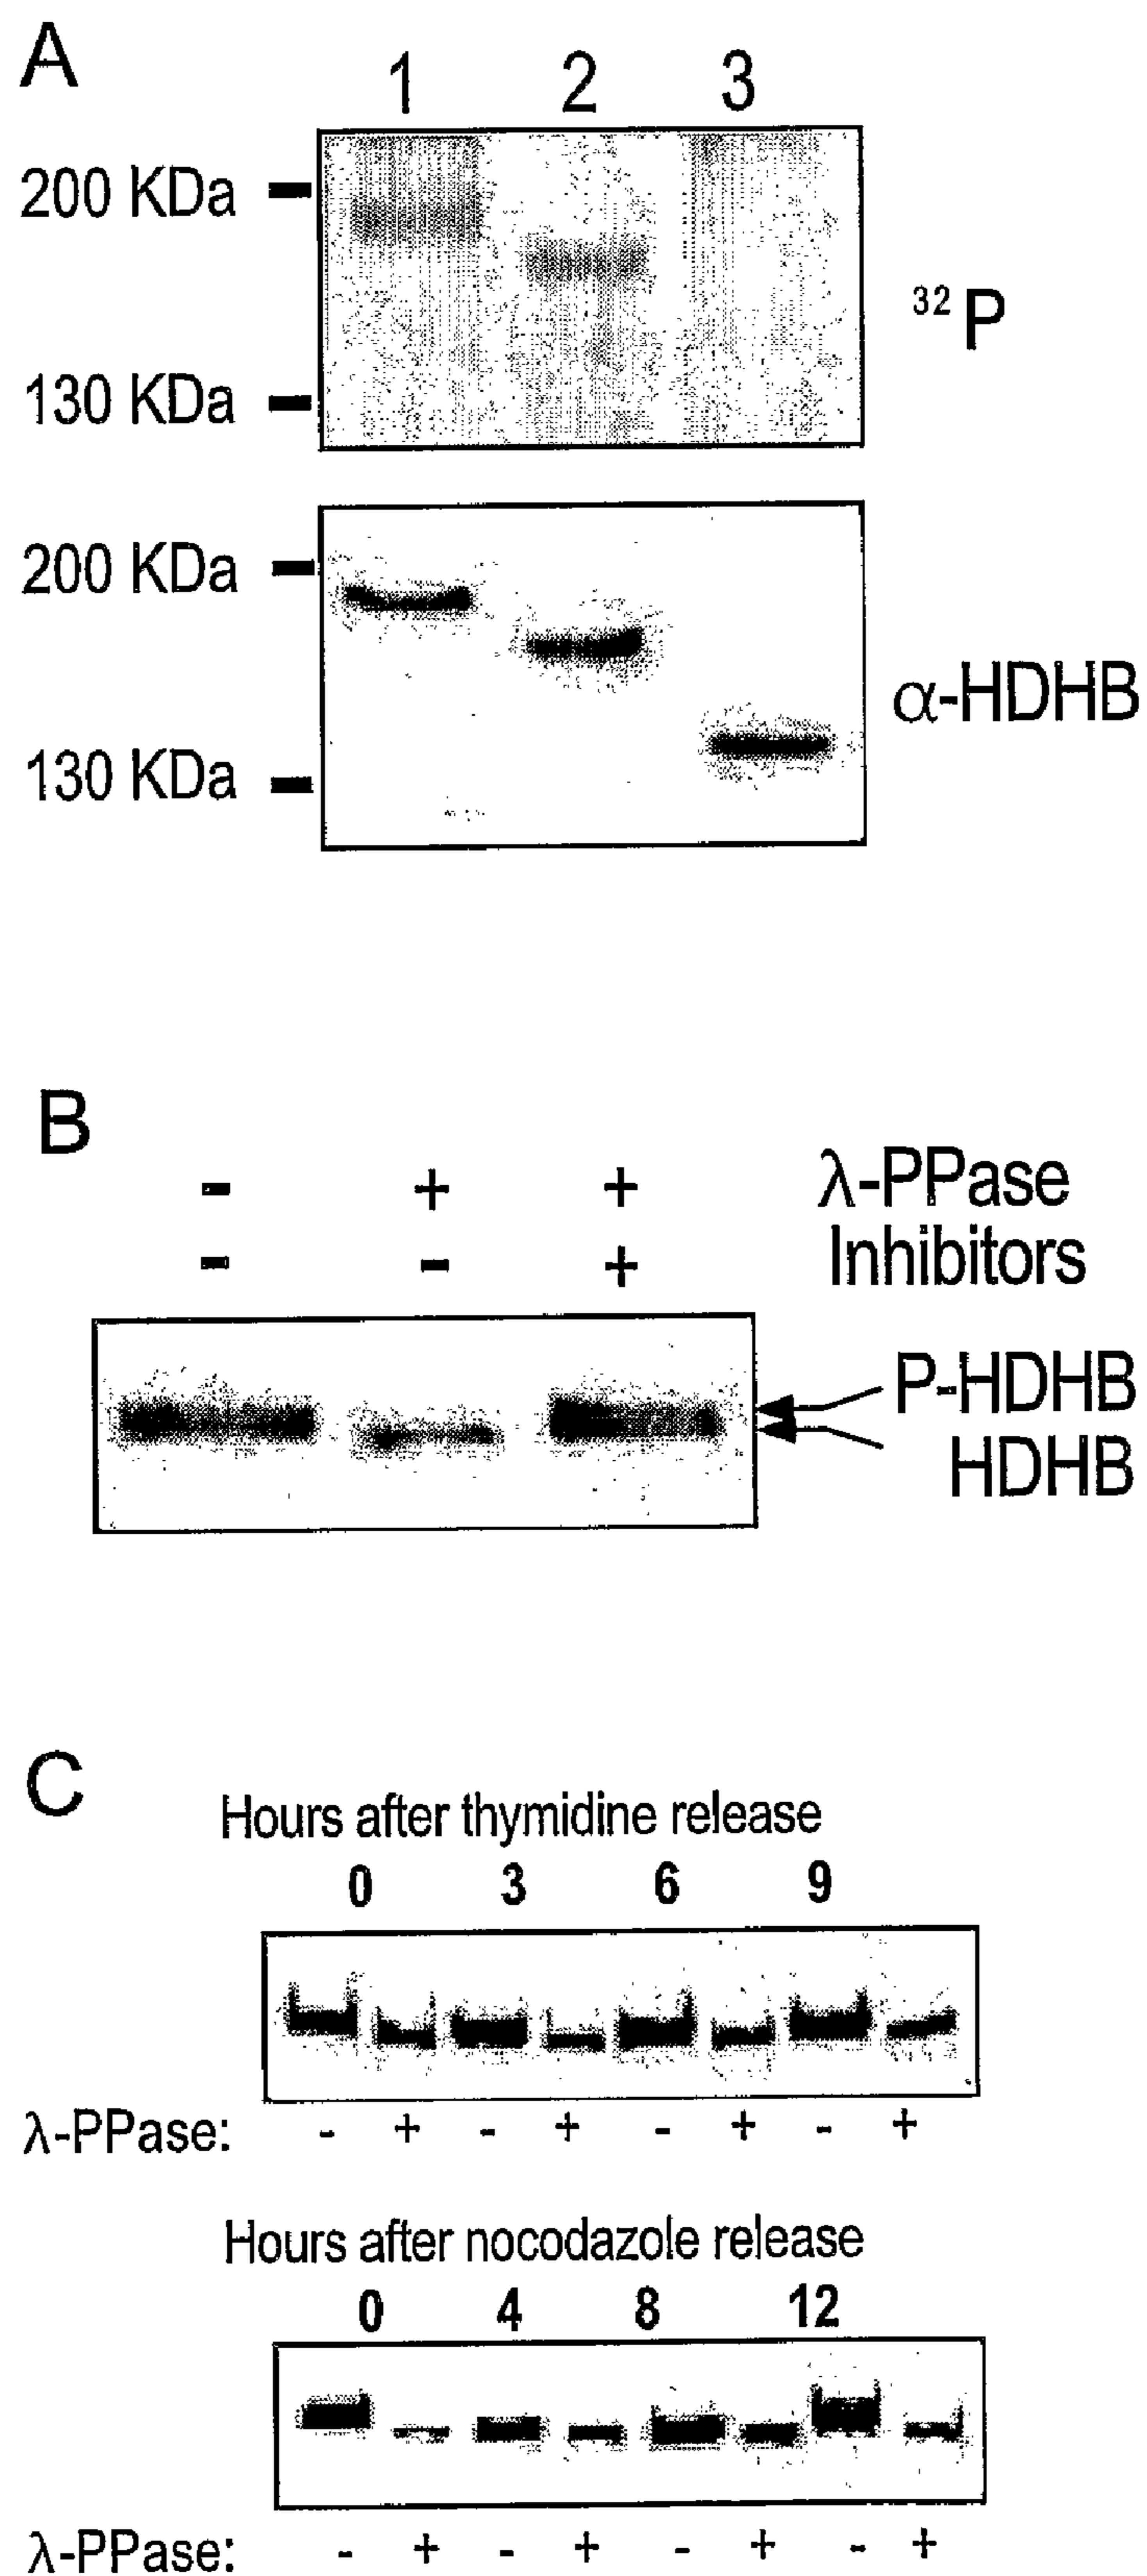 A
1 2 3
200 KDa
130 KDa
³² P
200 KDa
130 KDa
α-HDHB
B
- + + λ-PPase
- - + Inhibitors
P-HDHB
HDHB
C
Hours after thymidine release
0 3 6 9
λ-PPase: - + - + - + - +
Hours after nocodazole release
0 4 8 12
λ-PPase: - + - + - + - +